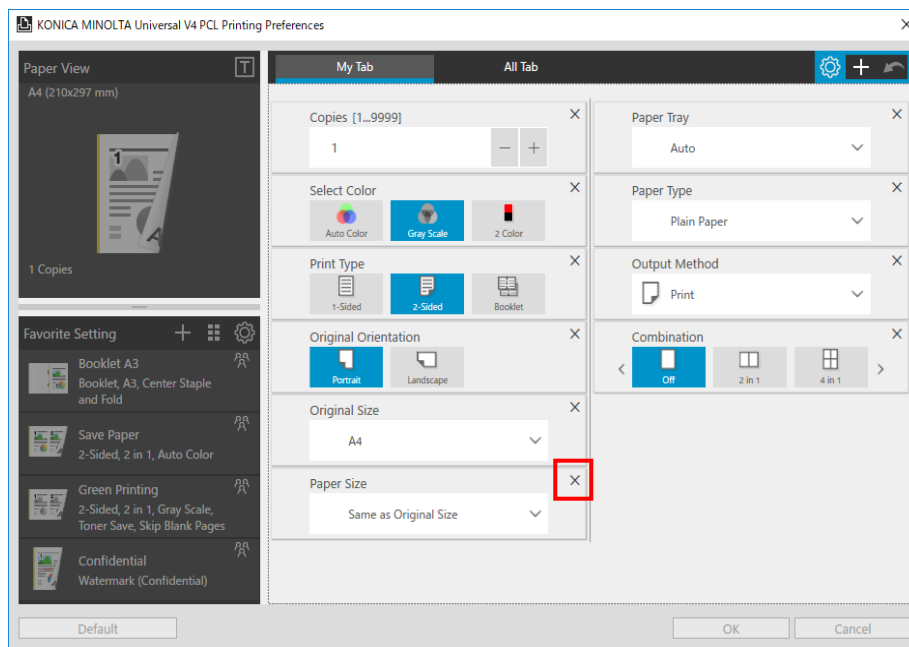 KONICA MINOLTA Universal V4 PCL Printing Preferences
Paper View
T
A4 (210x297 mm)
1
1 Copies
Favorite Setting
Booklet A3
Booklet, A3, Center Staple
and Fold
Save Paper
2-Sided, 2 in 1, Auto Color
Green Printing
2-Sided, 2 in 1, Gray Scale,
Toner Save, Skip Blank Pages
Confidential
Watermark (Confidential)
My Tab
All Tab
Copies [1...9999]
1
Select Color
Auto Color
Gray Scale
2 Color
Print Type
1-Sided
2-Sided
Booklet
Original Orientation
Portrait
Landscape
Original Size
A4
Paper Size
Same as Original Size
Paper Tray
Auto
Paper Type
Plain Paper
Output Method
Print
Combination
Off
2 in 1
4 in 1
Default
OK
Cancel